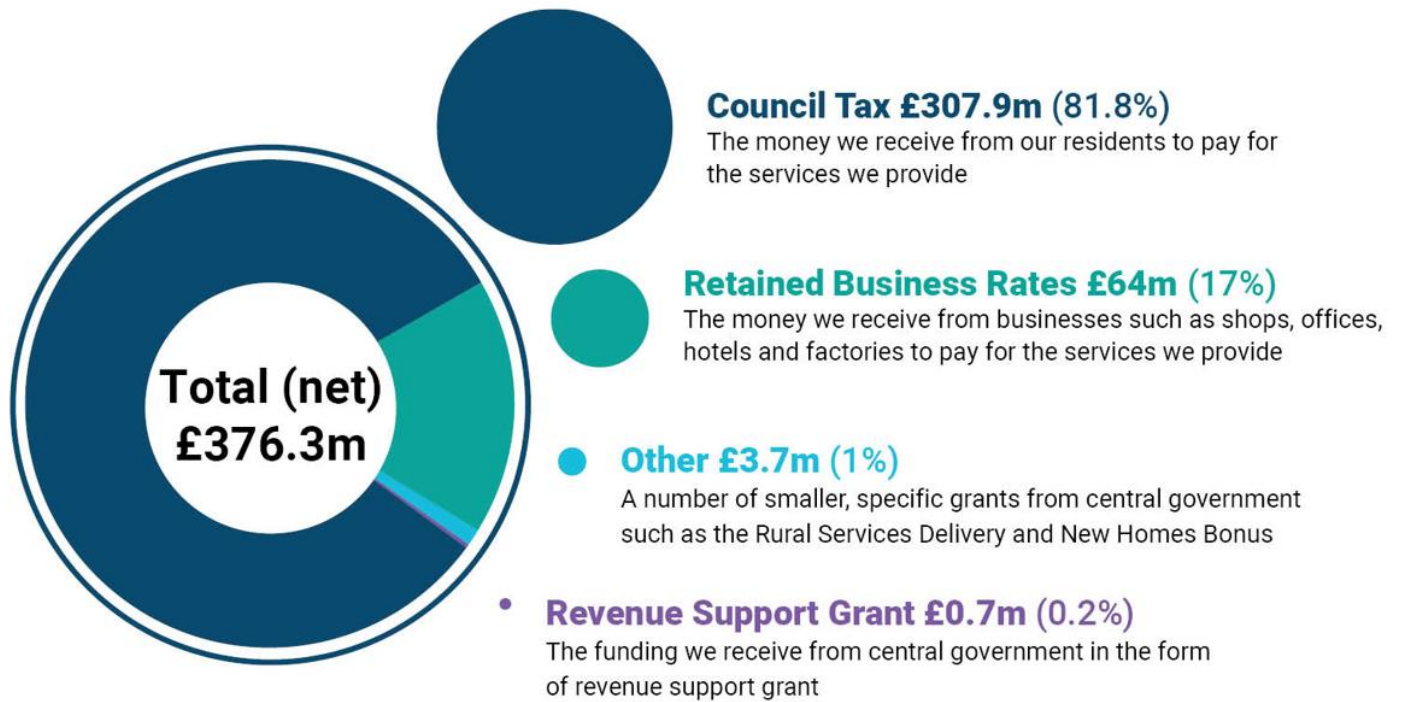 Council Tax £307.9m (81.8%)
The money we receive from our residents to pay for
the services we provide
Retained Business Rates £64m (17%)
The money we receive from businesses such as shops, offices,
hotels and factories to pay for the services we provide
Total (net)
£376.3m
Other £3.7m (1%)
A number of smaller, specific grants from central government
such as the Rural Services Delivery and New Homes Bonus
Revenue Support Grant £0.7m (0.2%)
The funding we receive from central government in the form
of revenue support grant